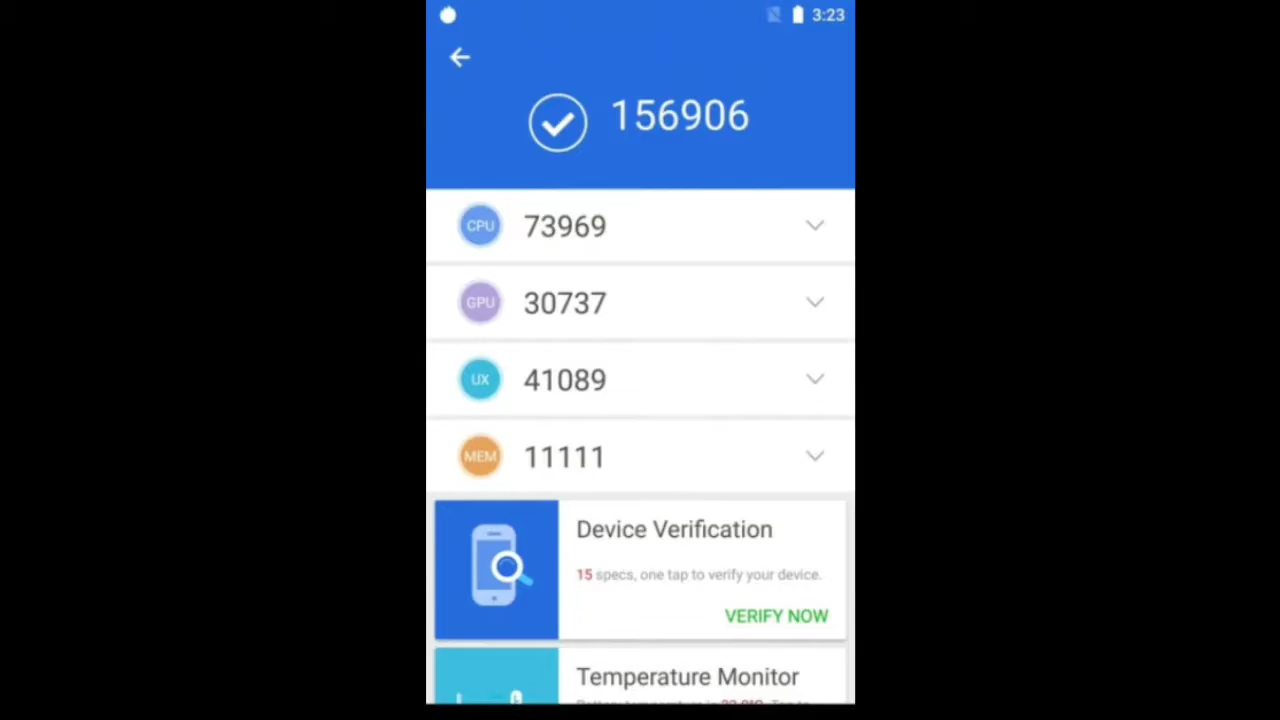 3:23
156906
CPU 73969
GPU 30737
UX 41089
MEM 11111
Device Verification
15 specs, one tap to verify your device.
VERIFY NOW
Temperature Monitor